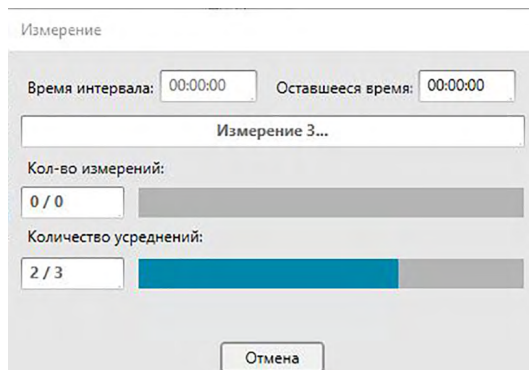 Измерение
Время интервала: 00:00:00 Оставшееся время: 00:00:00
Измерение 3...
Кол-во измерений:
0 / 0
Количество усреднений:
2 / 3
Отмена